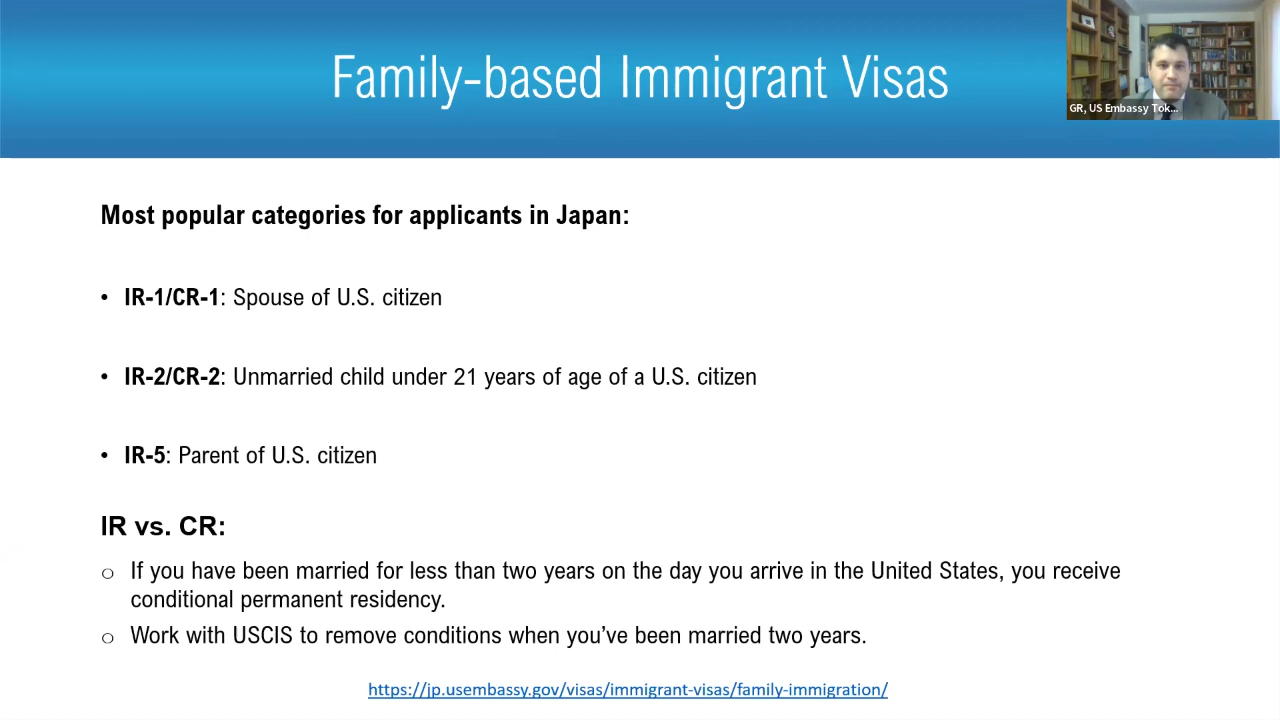 Family-based Immigrant Visas
GR, US Embassy Tok...
Most popular categories for applicants in Japan:
• IR-1/CR-1: Spouse of U.S. citizen
• IR-2/CR-2: Unmarried child under 21 years of age of a U.S. citizen
• IR-5: Parent of U.S. citizen
IR vs. CR:
o If you have been married for less than two years on the day you arrive in the United States, you receive
conditional permanent residency.
o Work with USCIS to remove conditions when you’ve been married two years.
https://jp.usembassy.gov/visas/immigrant-visas/family-immigration/